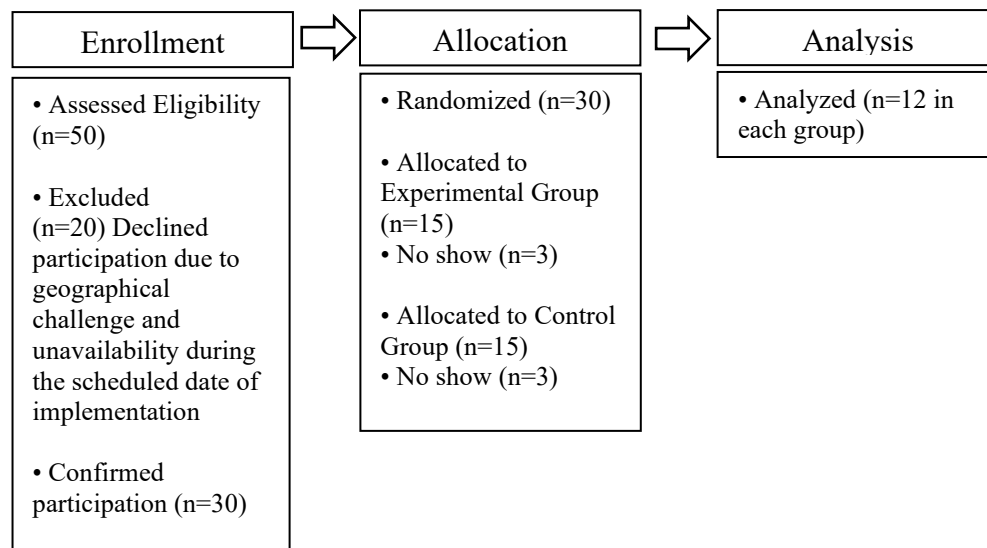 Enrollment
• Assessed Eligibility
(n=50)
• Excluded
(n=20) Declined
participation due to
geographical
challenge and
unavailability during
the scheduled date of
implementation
• Confirmed
participation (n=30)
Allocation
• Randomized (n=30)
• Allocated to
Experimental Group
(n=15)
• No show (n=3)
• Allocated to Control
Group (n=15)
• No show (n=3)
Analysis
• Analyzed (n=12 in
each group)